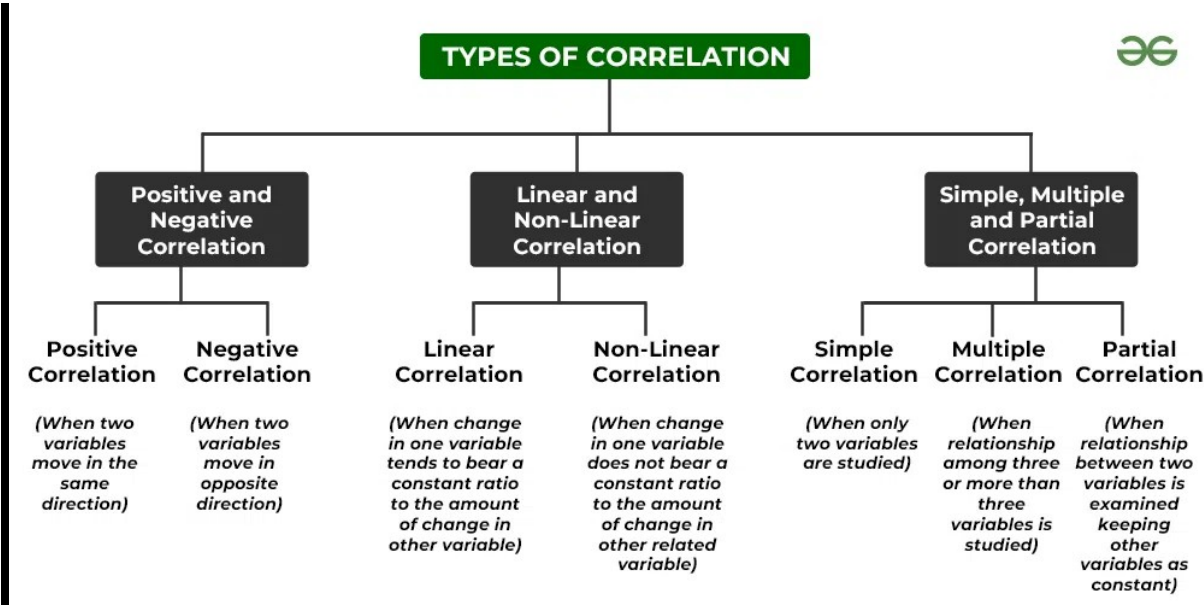 TYPES OF CORRELATION
Positive and
Negative
Correlation
Linear and
Non-Linear
Correlation
Simple, Multiple
and Partial
Correlation
Positive
Correlation
(When two
variables
move in the
same
direction)
Negative
Correlation
(When two
variables
move in
opposite
direction)
Linear
Correlation
(When change
in one variable
tends to bear a
constant ratio
to the amount
of change in
other variable)
Non-Linear
Correlation
(When change
in one variable
does not bear a
constant ratio
to the amount
of change in
other related
variable)
Simple
Correlation
(When only
two variables
are studied)
Multiple
Correlation
(When
relationship
among three
or more than
three
variables is
studied)
Partial
Correlation
(When
relationship
between two
variables is
examined
keeping
other
variables as
constant)